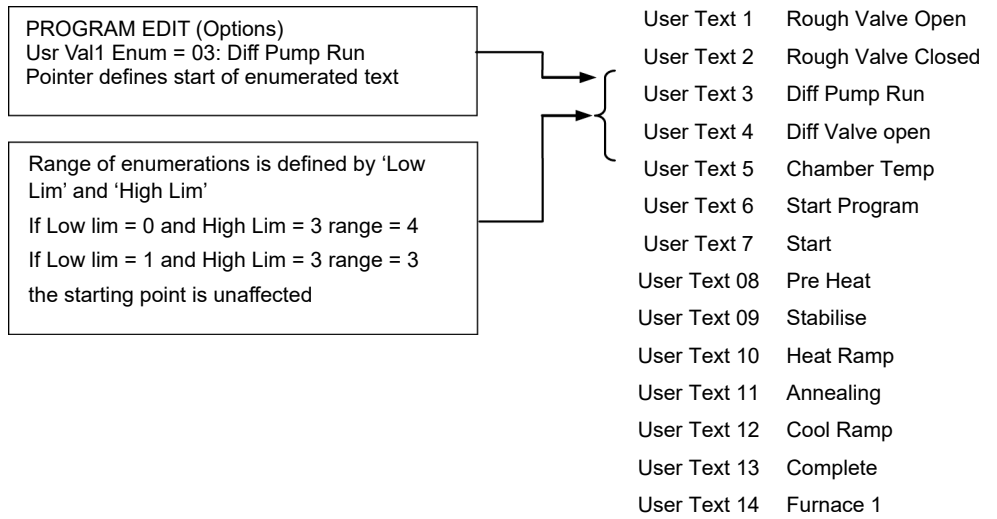 PROGRAM EDIT (Options)
Usr Val1 Enum = 03: Diff Pump Run
Pointer defines start of enumerated text
Range of enumerations is defined by ‘Low
Lim’ and ‘High Lim’
If Low lim = 0 and High Lim = 3 range = 4
If Low lim = 1 and High Lim = 3 range = 3
the starting point is unaffected
User Text 1 Rough Valve Open
User Text 2 Rough Valve Closed
User Text 3 Diff Pump Run
User Text 4 Diff Valve open
User Text 5 Chamber Temp
User Text 6 Start Program
User Text 7 Start
User Text 08 Pre Heat
User Text 09 Stabilise
User Text 10 Heat Ramp
User Text 11 Annealing
User Text 12 Cool Ramp
User Text 13 Complete
User Text 14 Furnace 1